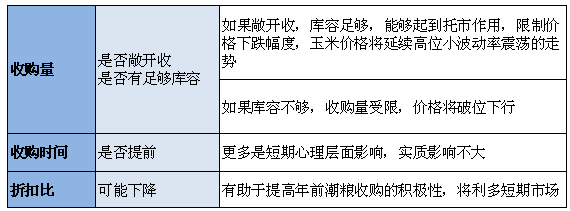 收购量
是否敞开收
是否有足够库容
如果敞开收，库容足够，能够起到托市作用，限制价
格下跌幅度，玉米价格将延续高位小波动率震荡的走
势
如果库容不够，收购量受限，价格将破位下行
收购时间
是否提前
更多是短期心理层面影响，实质影响不大
折扣比
可能下降
有助于提高年前潮粮收购的积极性，将利多短期市场